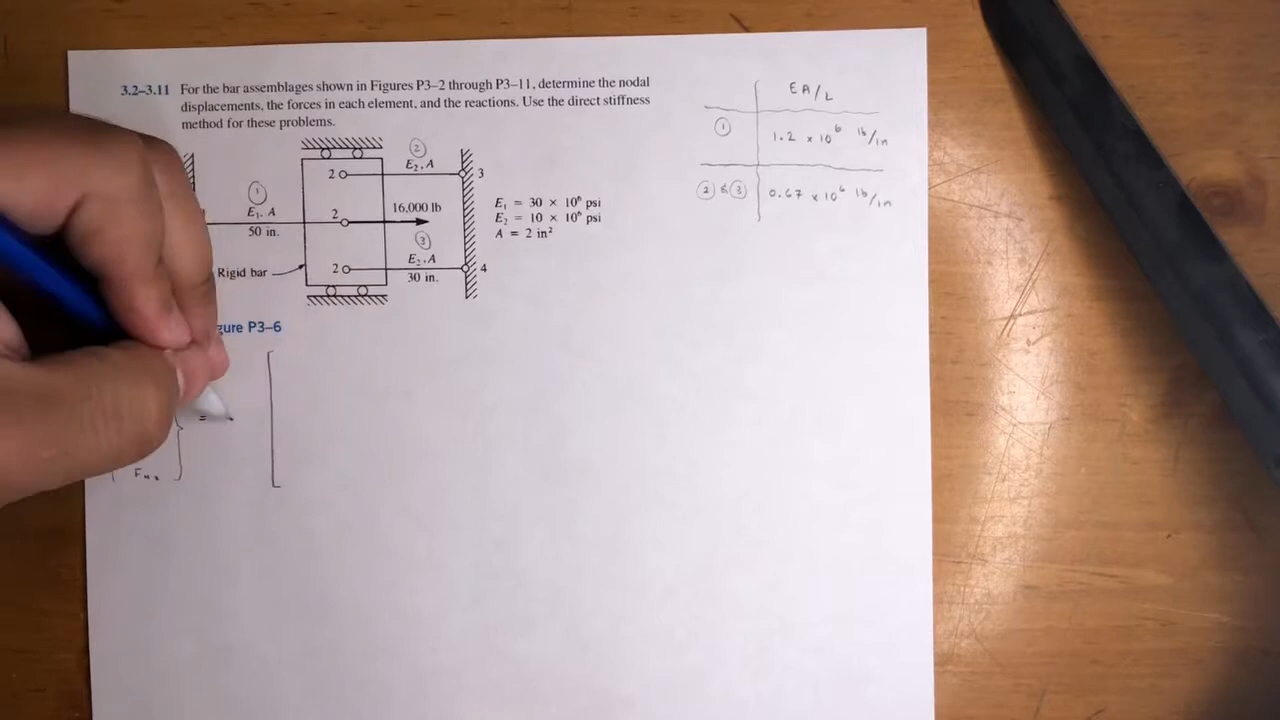 3.2–3.11 For the bar assemblages shown in Figures P3–2 through P3–11, determine the nodal
displacements, the forces in each element, and the reactions. Use the direct stiffness
method for these problems.
EA/L
① 1.2 × 10⁶ lb/in
② & ③ 0.67 × 10⁶ lb/in
②
E₂, A
2
3
①
E₁, A
50 in.
2
16,000 lb
③
E₂, A
30 in.
2
4
Rigid bar
E₁ = 30 × 10⁶ psi
E₂ = 10 × 10⁶ psi
A = 2 in²
gure P3–6
=
F₄ₓ